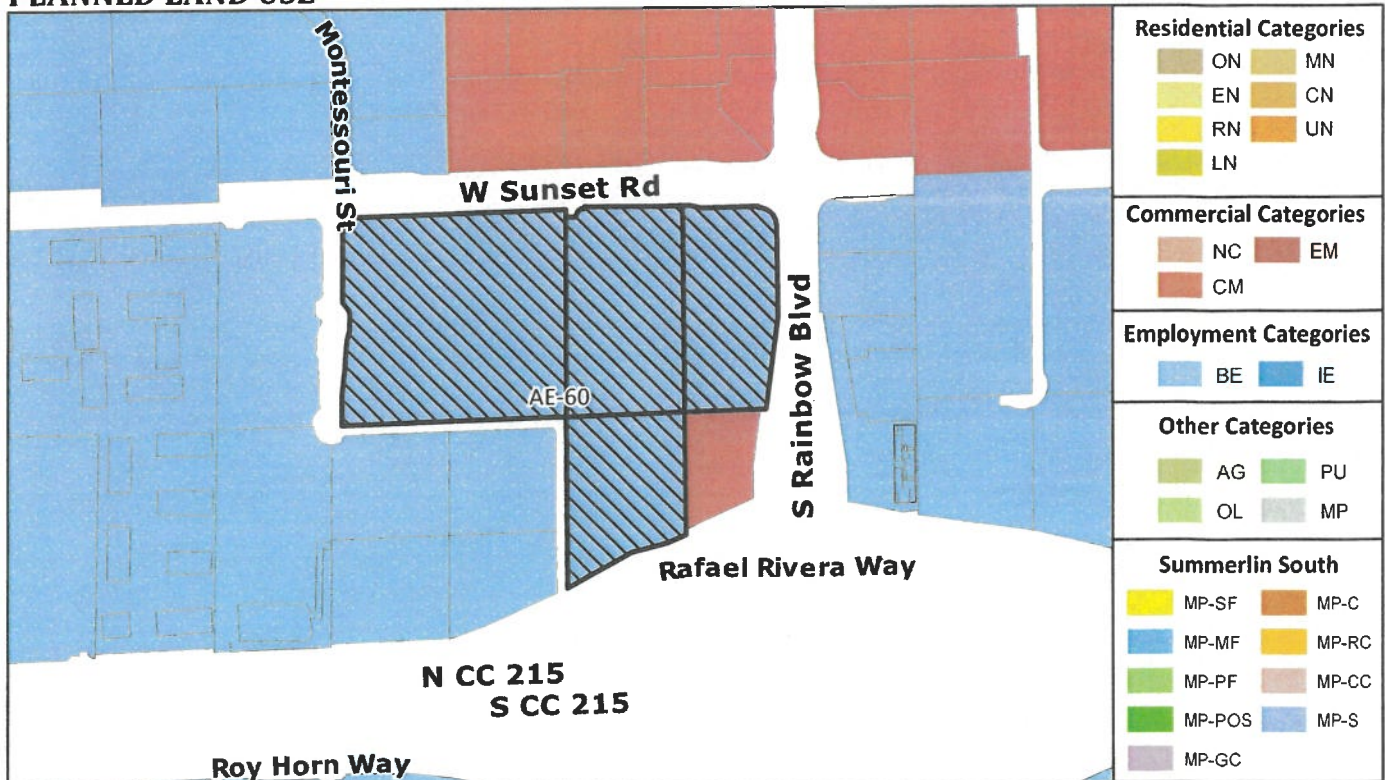 PLANNED LAND USE
Montessouri St
W Sunset Rd
S Rainbow Blvd
AE-60
Rafael Rivera Way
N CC 215
S CC 215
Roy Horn Way
Residential Categories
ON MN
EN CN
RN UN
LN
Commercial Categories
NC EM
CM
Employment Categories
BE IE
Other Categories
AG PU
OL MP
Summerlin South
MP-SF MP-C
MP-MF MP-RC
MP-PF MP-CC
MP-POS MP-S
MP-GC